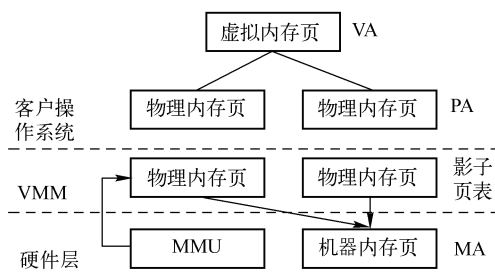 虚拟内存页 VA
客户操
作系统
物理内存页 物理内存页 PA
VMM
物理内存页 物理内存页
影子
页表
硬件层
MMU 机器内存页 MA